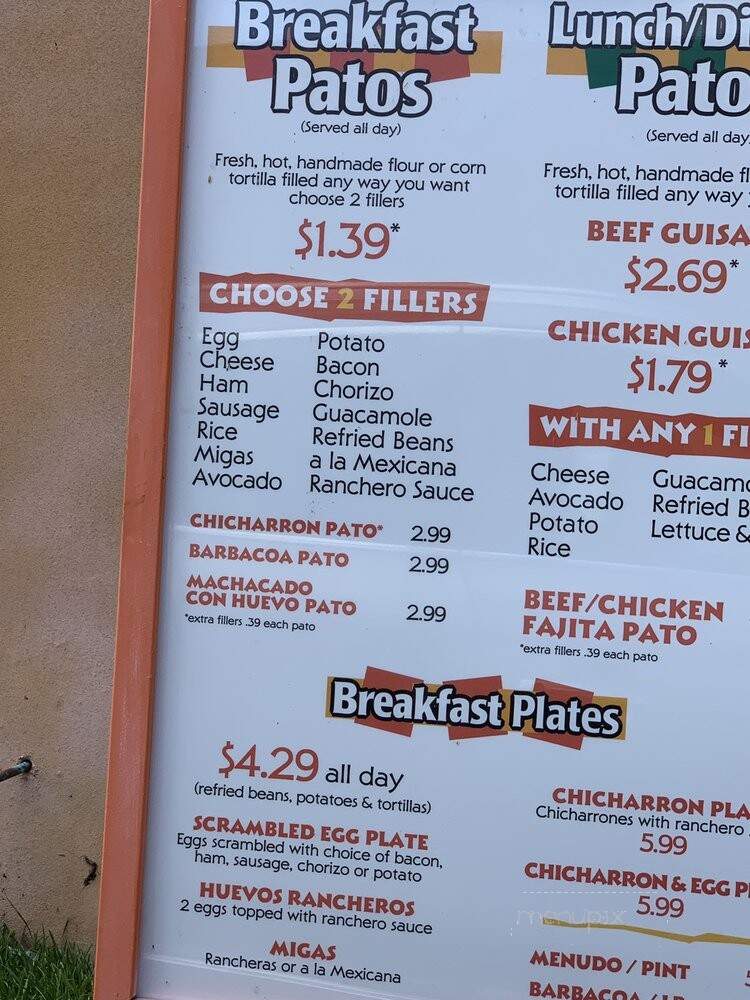 Breakfast
Patos
(Served all day)
Fresh, hot, handmade flour or corn
tortilla filled any way you want
choose 2 fillers
$1.39*
CHOOSE 2 FILLERS
Egg
Cheese
Ham
Sausage
Rice
Migas
Avocado
Potato
Bacon
Chorizo
Guacamole
Refried Beans
a la Mexicana
Ranchero Sauce
CHICHARRON PATO* 2.99
BARBACOA PATO 2.99
MACHACADO
CON HUEVO PATO 2.99
*extra fillers .39 each pato
Lunch/Di
Pato
(Served all day
Fresh, hot, handmade fl
tortilla filled any way
BEEF GUISA
$2.69*
CHICKEN GUIS
$1.79*
WITH ANY 1 FI
Cheese
Avocado
Potato
Rice
Guacamo
Refried B
Lettuce &
BEEF/CHICKEN
FAJITA PATO
*extra fillers .39 each pato
Breakfast Plates
$4.29 all day
(refried beans, potatoes & tortillas)
SCRAMBLED EGG PLATE
Eggs scrambled with choice of bacon,
ham, sausage, chorizo or potato
HUEVOS RANCHEROS
2 eggs topped with ranchero sauce
MIGAS
Rancheras or a la Mexicana
CHICHARRON PLA
Chicharrones with ranchero
5.99
CHICHARRON & EGG P
5.99
menupix
MENUDO / PINT
BARBACOA